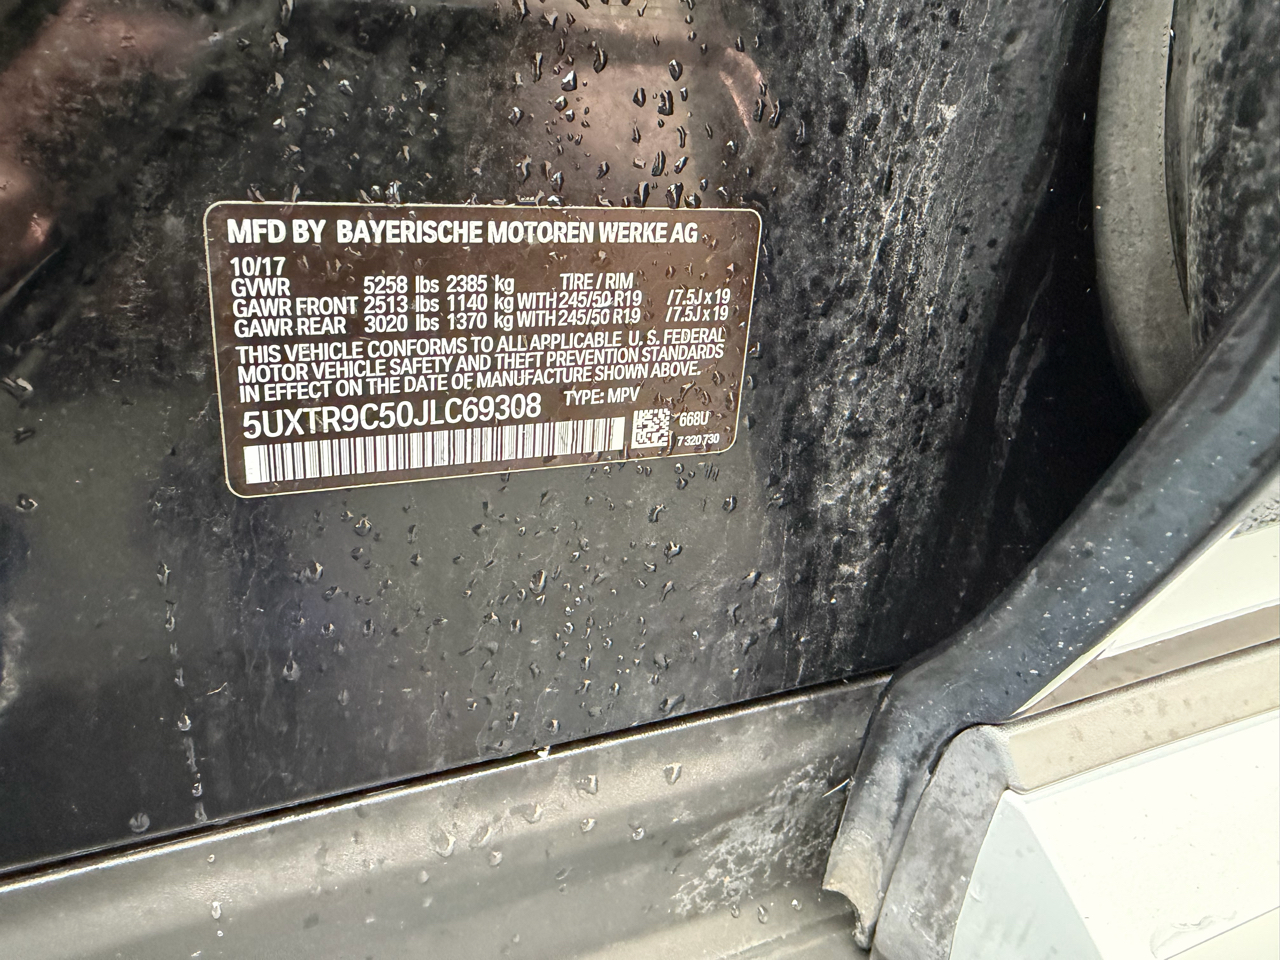 MFD BY BAYERISCHE MOTOREN WERKE AG
10/17
GVWR 5258 lbs 2385 kg TIRE / RIM
GAWR FRONT 2513 lbs 1140 kg WITH 245/50 R19 /7.5J x 19
GAWR REAR 3020 lbs 1370 kg WITH 245/50 R19 /7.5J x 19
THIS VEHICLE CONFORMS TO ALL APPLICABLE U. S. FEDERAL
MOTOR VEHICLE SAFETY AND THEFT PREVENTION STANDARDS
IN EFFECT ON THE DATE OF MANUFACTURE SHOWN ABOVE.
5UXTR9C50JLC69308 TYPE: MPV
668U
7 320 730